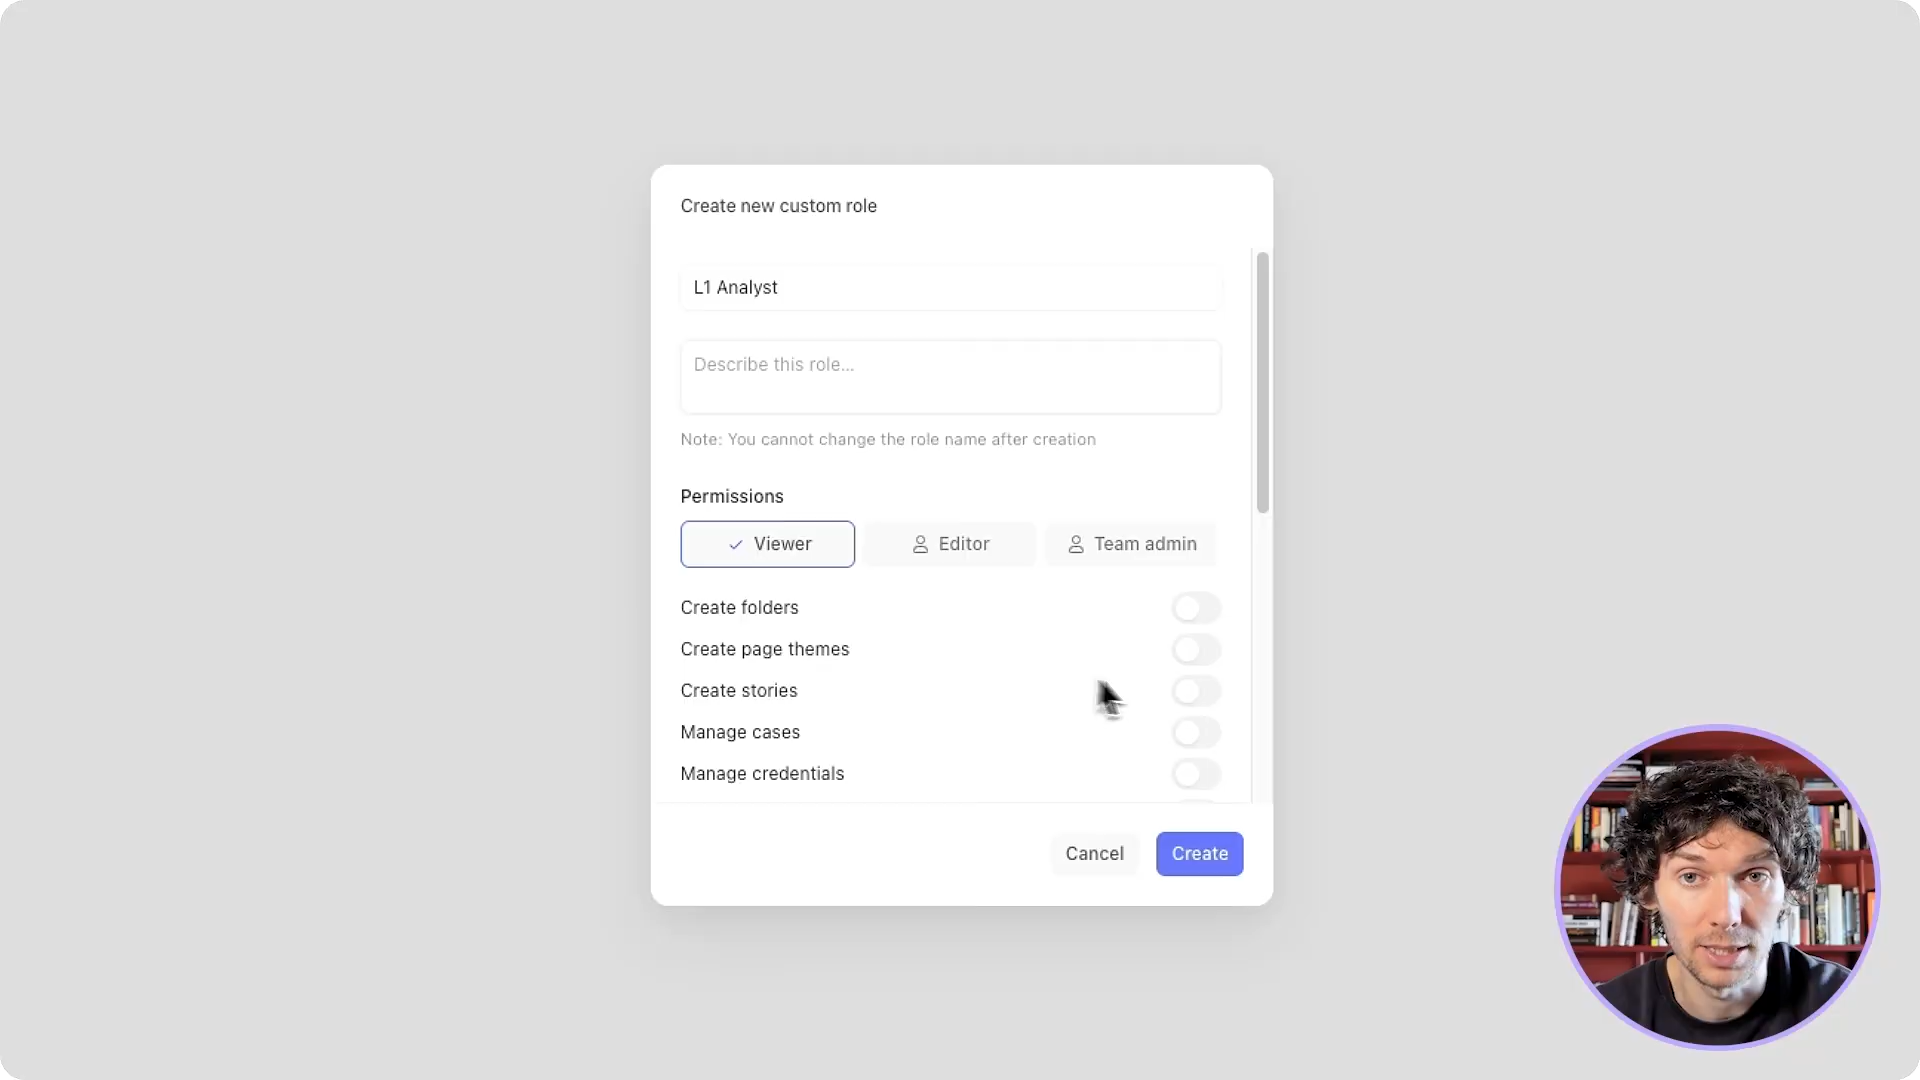 Create new custom role
L1 Analyst
Describe this role...
Note: You cannot change the role name after creation
Permissions
Viewer
Editor
Team admin
Create folders
Create page themes
Create stories
Manage cases
Manage credentials
Cancel
Create